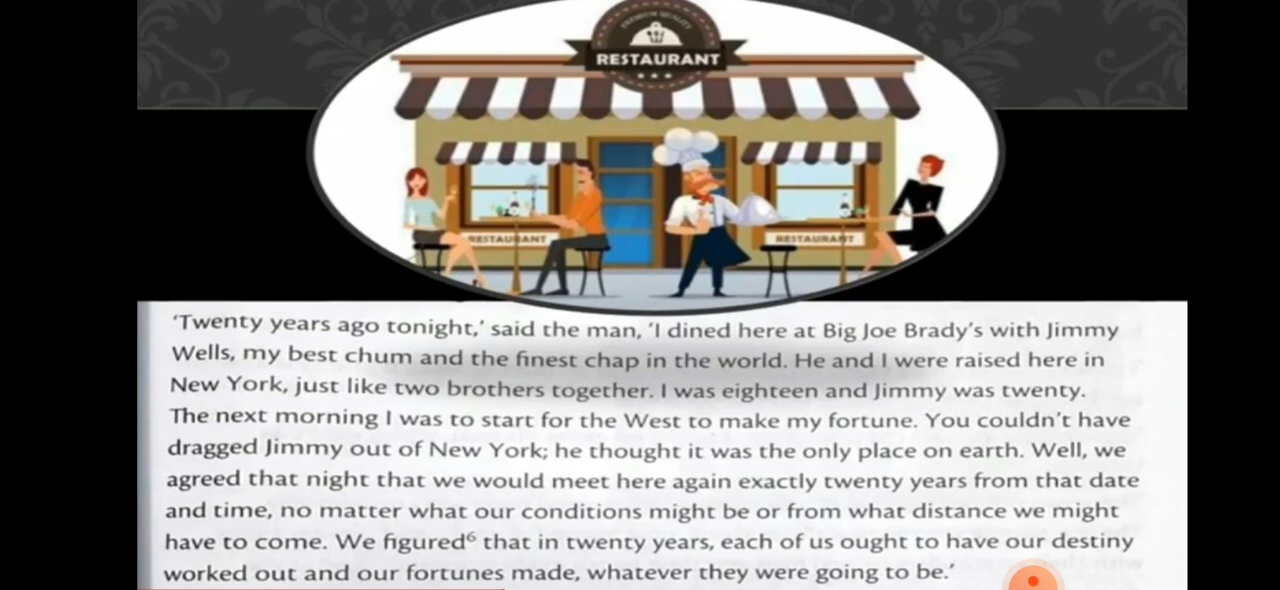 PREMIUM QUALITY
RESTAURANT
RESTAURANT
RESTAURANT
‘Twenty years ago tonight,’ said the man, ‘I dined here at Big Joe Brady’s with Jimmy
Wells, my best chum and the finest chap in the world. He and I were raised here in
New York, just like two brothers together. I was eighteen and Jimmy was twenty.
The next morning I was to start for the West to make my fortune. You couldn’t have
dragged Jimmy out of New York; he thought it was the only place on earth. Well, we
agreed that night that we would meet here again exactly twenty years from that date
and time, no matter what our conditions might be or from what distance we might
have to come. We figured⁶ that in twenty years, each of us ought to have our destiny
worked out and our fortunes made, whatever they were going to be.’